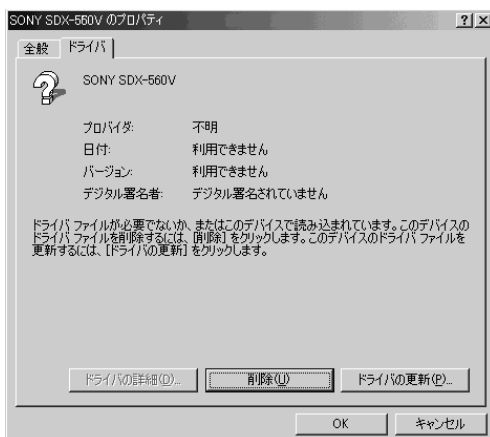 SONY SDX-560V のプロパティ
全般 ドライバ
SONY SDX-560V
プロバイダ: 不明
日付: 利用できません
バージョン: 利用できません
デジタル署名者: デジタル署名されていません
ドライバ ファイルが必要でないか、またはこのデバイスで読み込まれています。このデバイスの
ドライバ ファイルを削除するには、[削除] をクリックします。このデバイスのドライバ ファイルを
更新するには、[ドライバの更新] をクリックします。
ドライバの詳細(D)... 削除(U) ドライバの更新(P)...
OK キャンセル